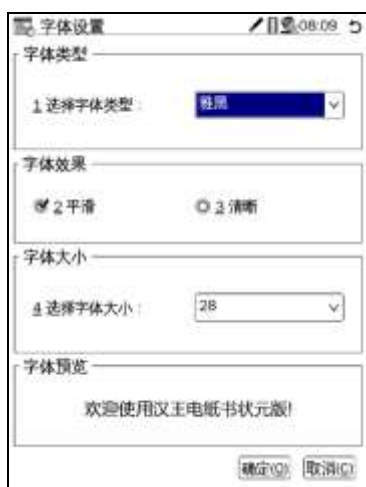 字体设置 08:09
字体类型
1 选择字体类型： 雅黑
字体效果
2 平滑 3 清晰
字体大小
4 选择字体大小： 28
字体预览
欢迎使用汉王电纸书状元版!
确定(O) 取消(C)